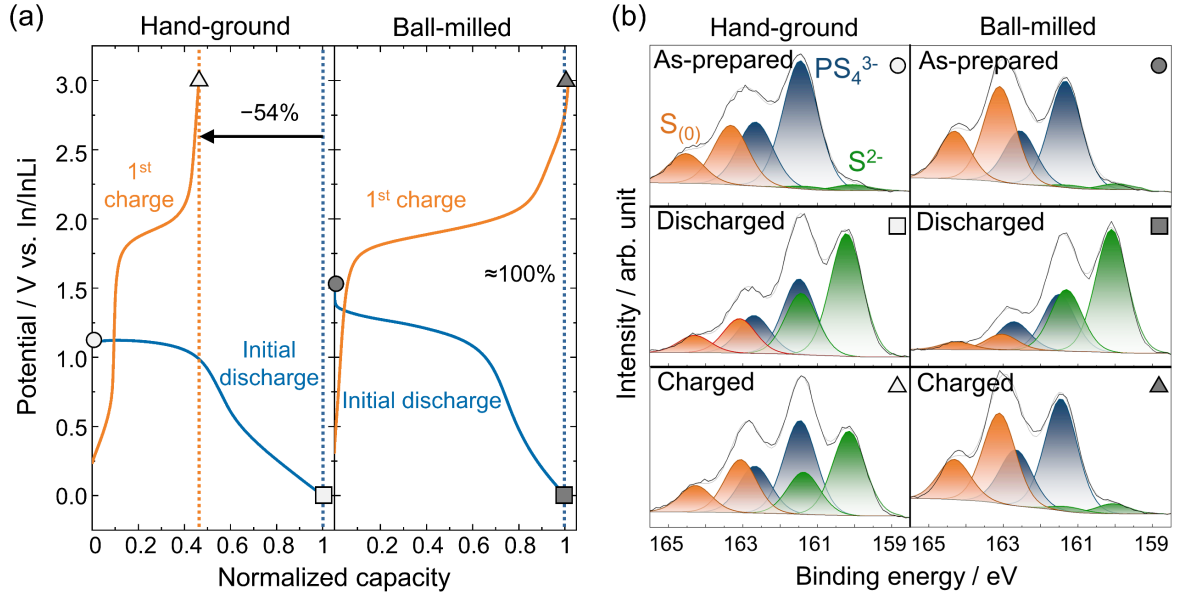 (a)
Hand-ground
Ball-milled
Potential / V vs. In/InLi
3.0
2.5
2.0
1.5
1.0
0.5
0.0
−54%
1st
charge
Initial
discharge
1st charge
≈100%
Initial discharge
0 0.2 0.4 0.6 0.8 1
0.2 0.4 0.6 0.8 1
Normalized capacity
(b)
Hand-ground
Ball-milled
Intensity / arb. unit
As-prepared
PS₄³⁻
S(0)
S²⁻
As-prepared
Discharged
Discharged
Charged
Charged
165 163 161 159
165 163 161 159
Binding energy / eV